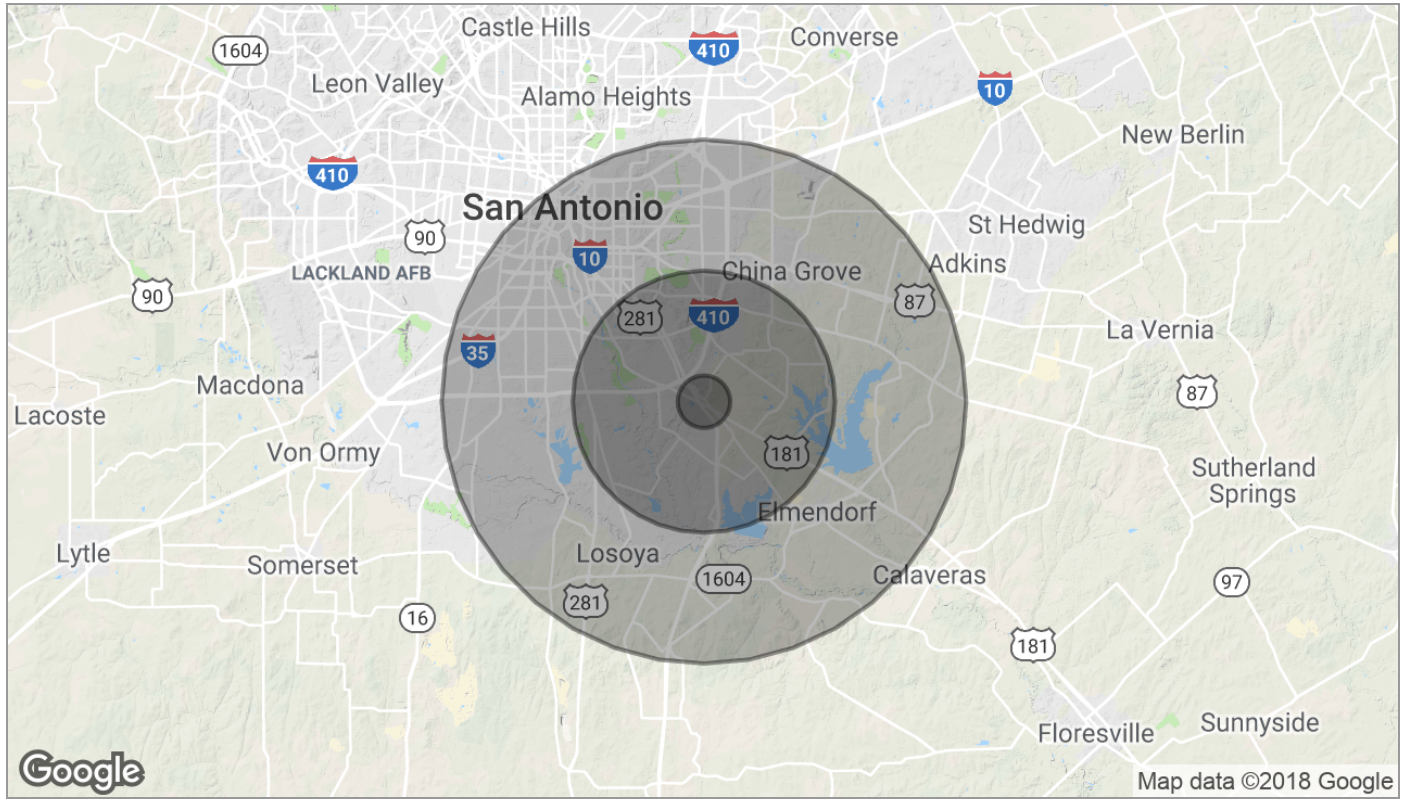 Castle Hills
410
Converse
1604
Leon Valley
10
Alamo Heights
New Berlin
410
San Antonio
St Hedwig
90
10
LACKLAND AFB
China Grove
Adkins
90
87
281
410
La Vernia
35
Macdona
87
Lacoste
Von Ormy
181
Sutherland
Springs
Elmendorf
Lytle
Somerset
Losoya
1604
Calaveras
97
281
16
181
Floresville
Sunnyside
Google
Map data ©2018 Google